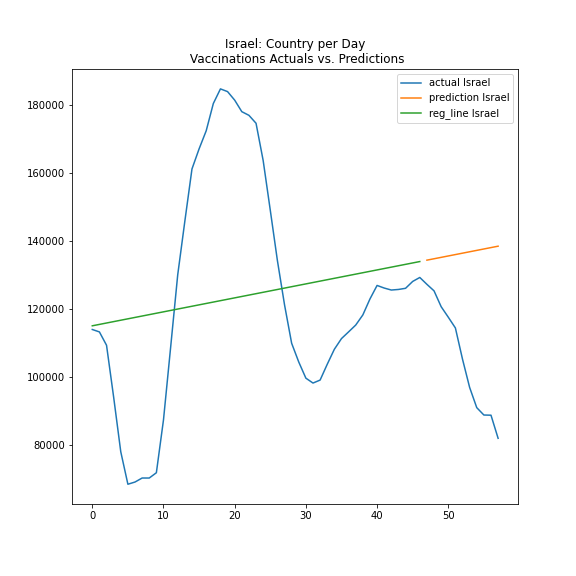 Israel: Country per Day
Vaccinations Actuals vs. Predictions
actual Israel
prediction Israel
reg_line Israel
180000
160000
140000
120000
100000
80000
0 10 20 30 40 50